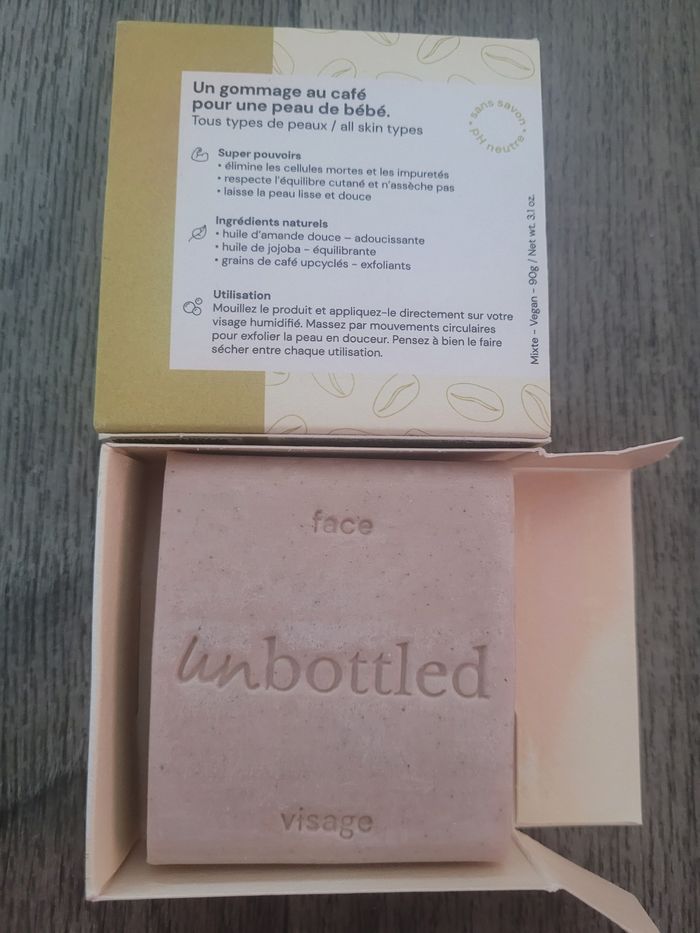 Un gommage au café
pour une peau de bébé.
Tous types de peaux / all skin types
• sans savon •
pH neutre
Super pouvoirs
• élimine les cellules mortes et les impuretés
• respecte l'équilibre cutané et n'assèche pas
• laisse la peau lisse et douce
Ingrédients naturels
• huile d'amande douce – adoucissante
• huile de jojoba - équilibrante
• grains de café upcyclés - exfoliants
Utilisation
Mouillez le produit et appliquez-le directement sur votre
visage humidifié. Massez par mouvements circulaires
pour exfolier la peau en douceur. Pensez à bien le faire
sécher entre chaque utilisation.
Mixte - Vegan - 90g / Net wt. 3.1 oz.
face
unbottled
visage